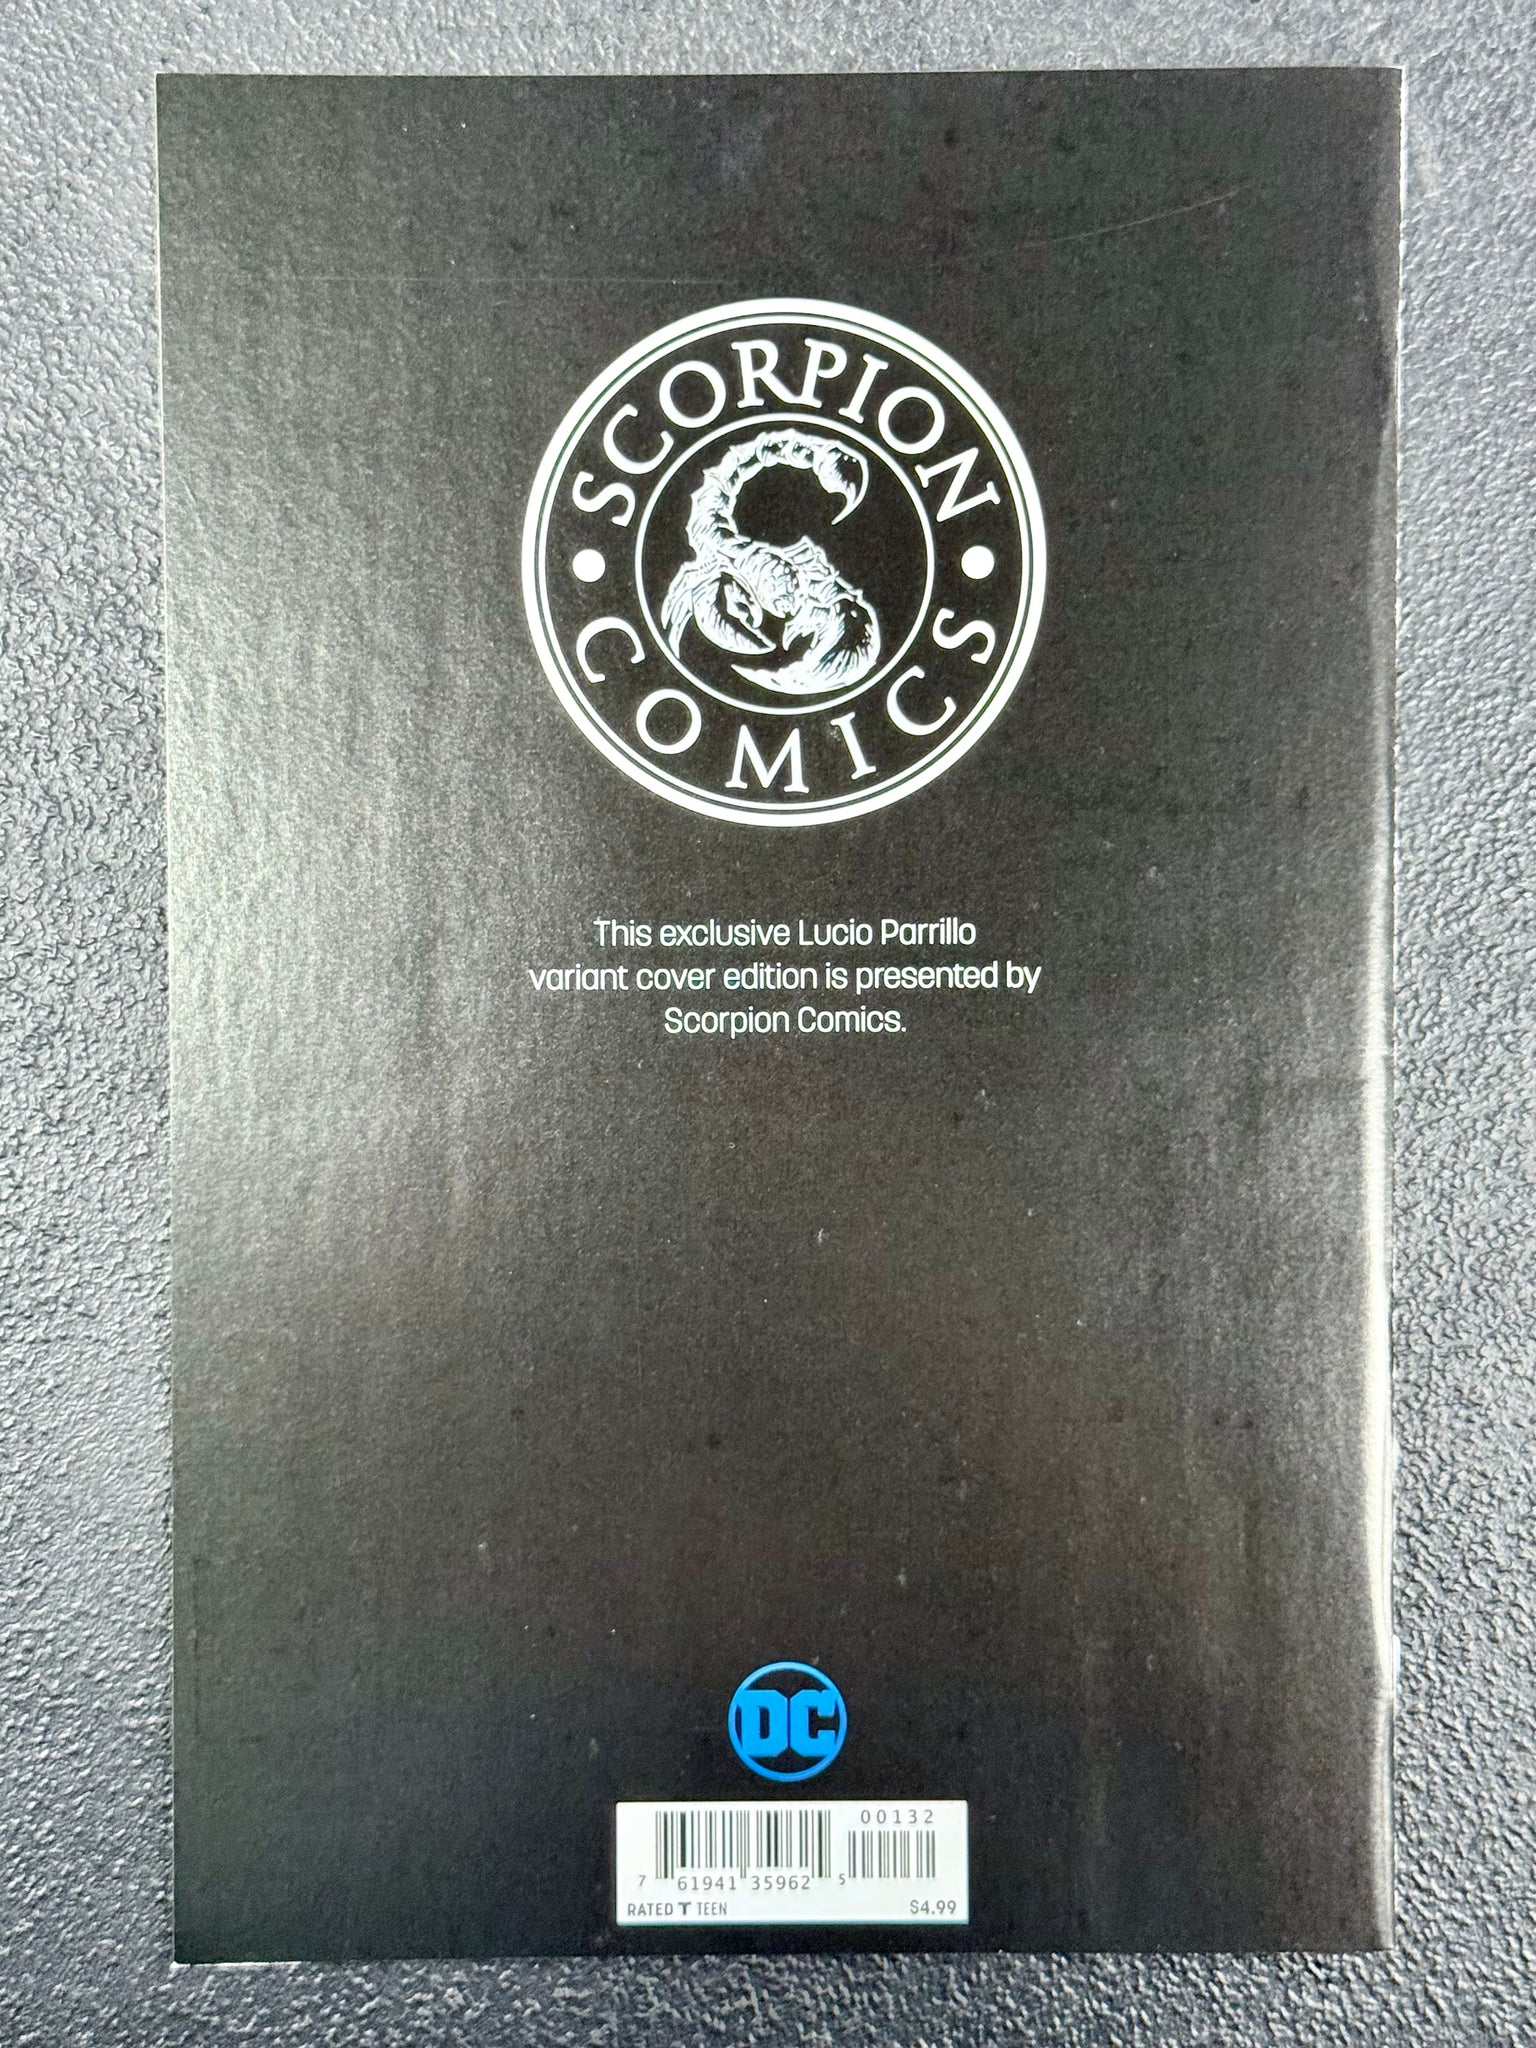 SCORPION
COMICS
This exclusive Lucio Parrillo
variant cover edition is presented by
Scorpion Comics.
DC
00132
7 61941 35962 5
RATED T TEEN $4.99